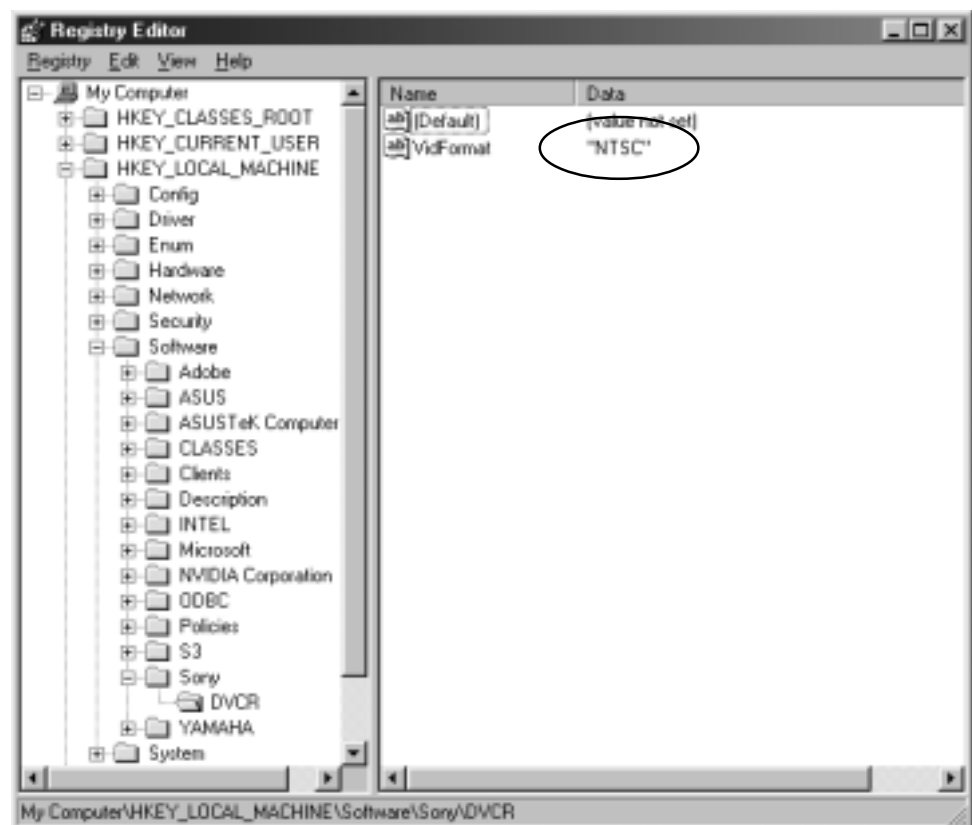 Registry Editor
Registry Edit View Help
My Computer
HKEY_CLASSES_ROOT
HKEY_CURRENT_USER
HKEY_LOCAL_MACHINE
Config
Driver
Enum
Hardware
Network
Security
Software
Adobe
ASUS
ASUSTeK Computer
CLASSES
Clients
Description
INTEL
Microsoft
NVIDIA Corporation
ODBC
Policies
S3
Sony
DVCR
YAMAHA
System
Name Data
ab (Default) (value not set)
ab VidFormat "NTSC"
My Computer\HKEY_LOCAL_MACHINE\Software\Sony\DVCR